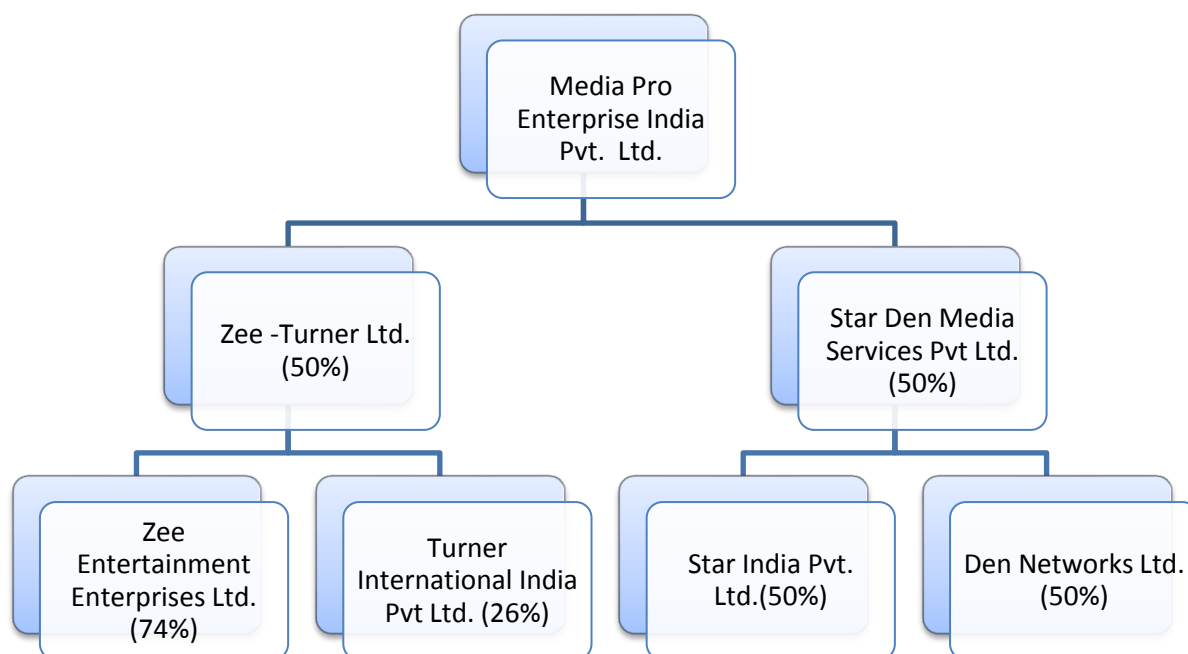 Media Pro
Enterprise India
Pvt. Ltd.
Zee -Turner Ltd.
(50%)
Star Den Media
Services Pvt Ltd.
(50%)
Zee
Entertainment
Enterprises Ltd.
(74%)
Turner
International India
Pvt Ltd. (26%)
Star India Pvt.
Ltd.(50%)
Den Networks Ltd.
(50%)